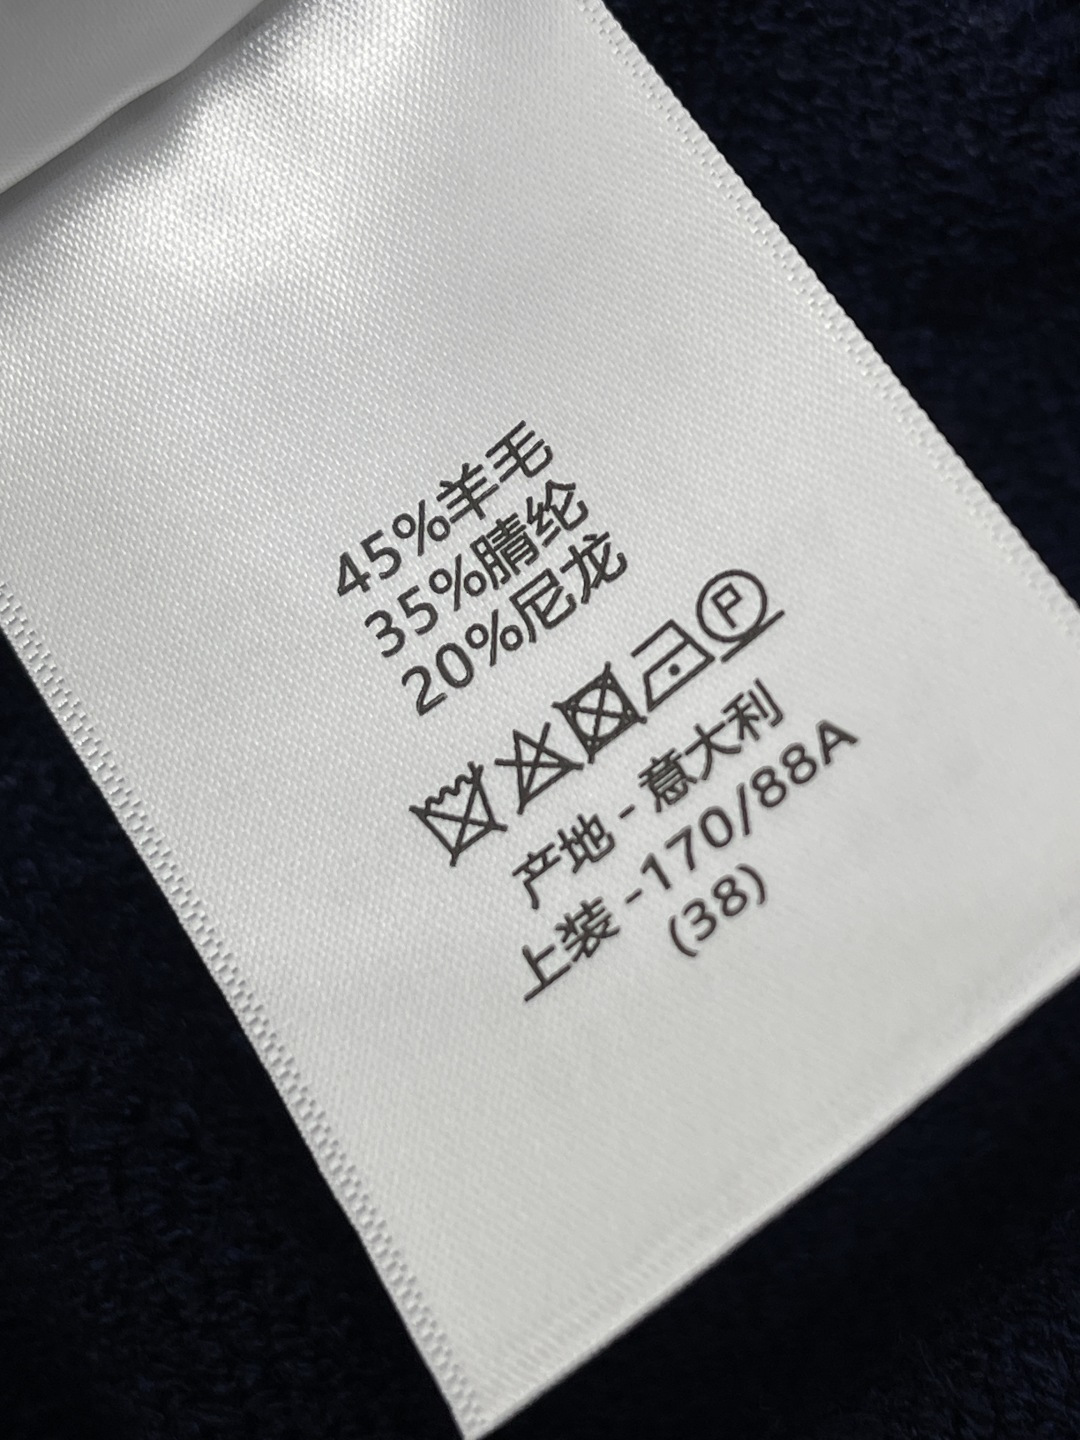 45%羊毛
35%腈纶
20%尼龙
P
产地 - 意大利
上装 -170/88A
(38)